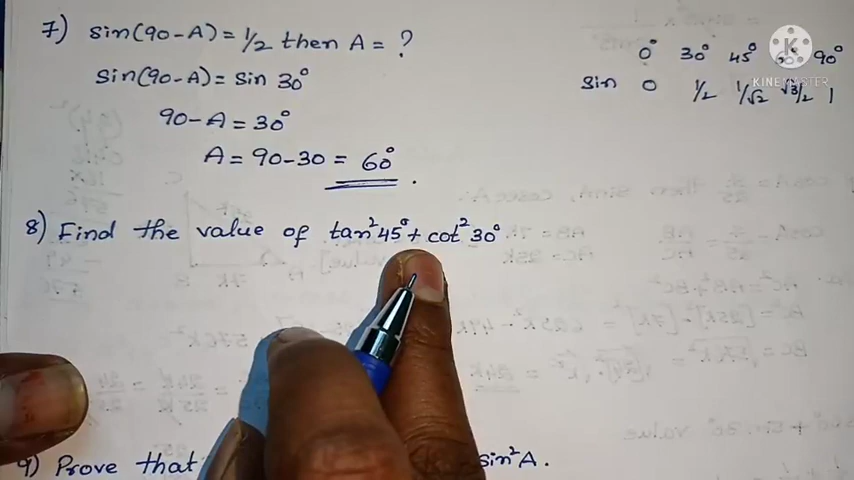 7) sin(90-A) = 1/2 then A = ?
sin(90-A) = sin 30°
90-A = 30°
A = 90-30 = 60°.
0° 30° 45° 60° 90°
sin 0 1/2 1/√2 √3/2 1
KINEMASTER
8) Find the value of tan²45° + cot²30°
9) Prove that sin²A.